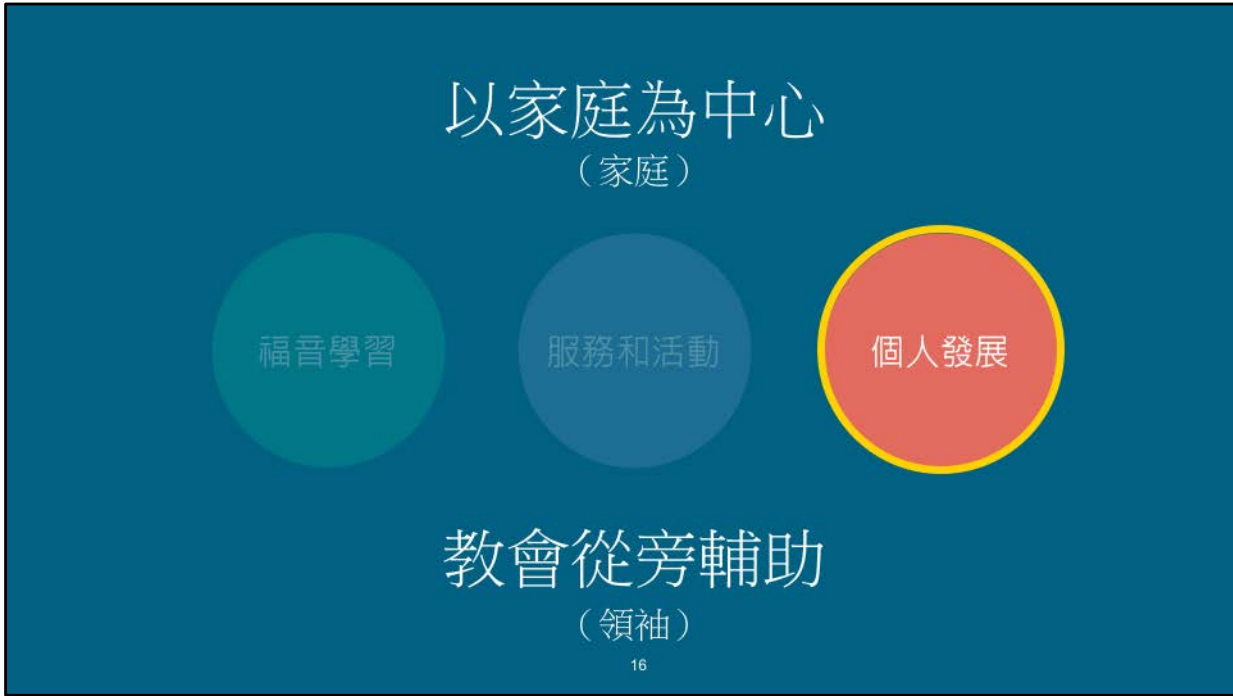 以家庭為中心
（家庭）
福音學習
服務和活動
個人發展
教會從旁輔助
（領袖）
16